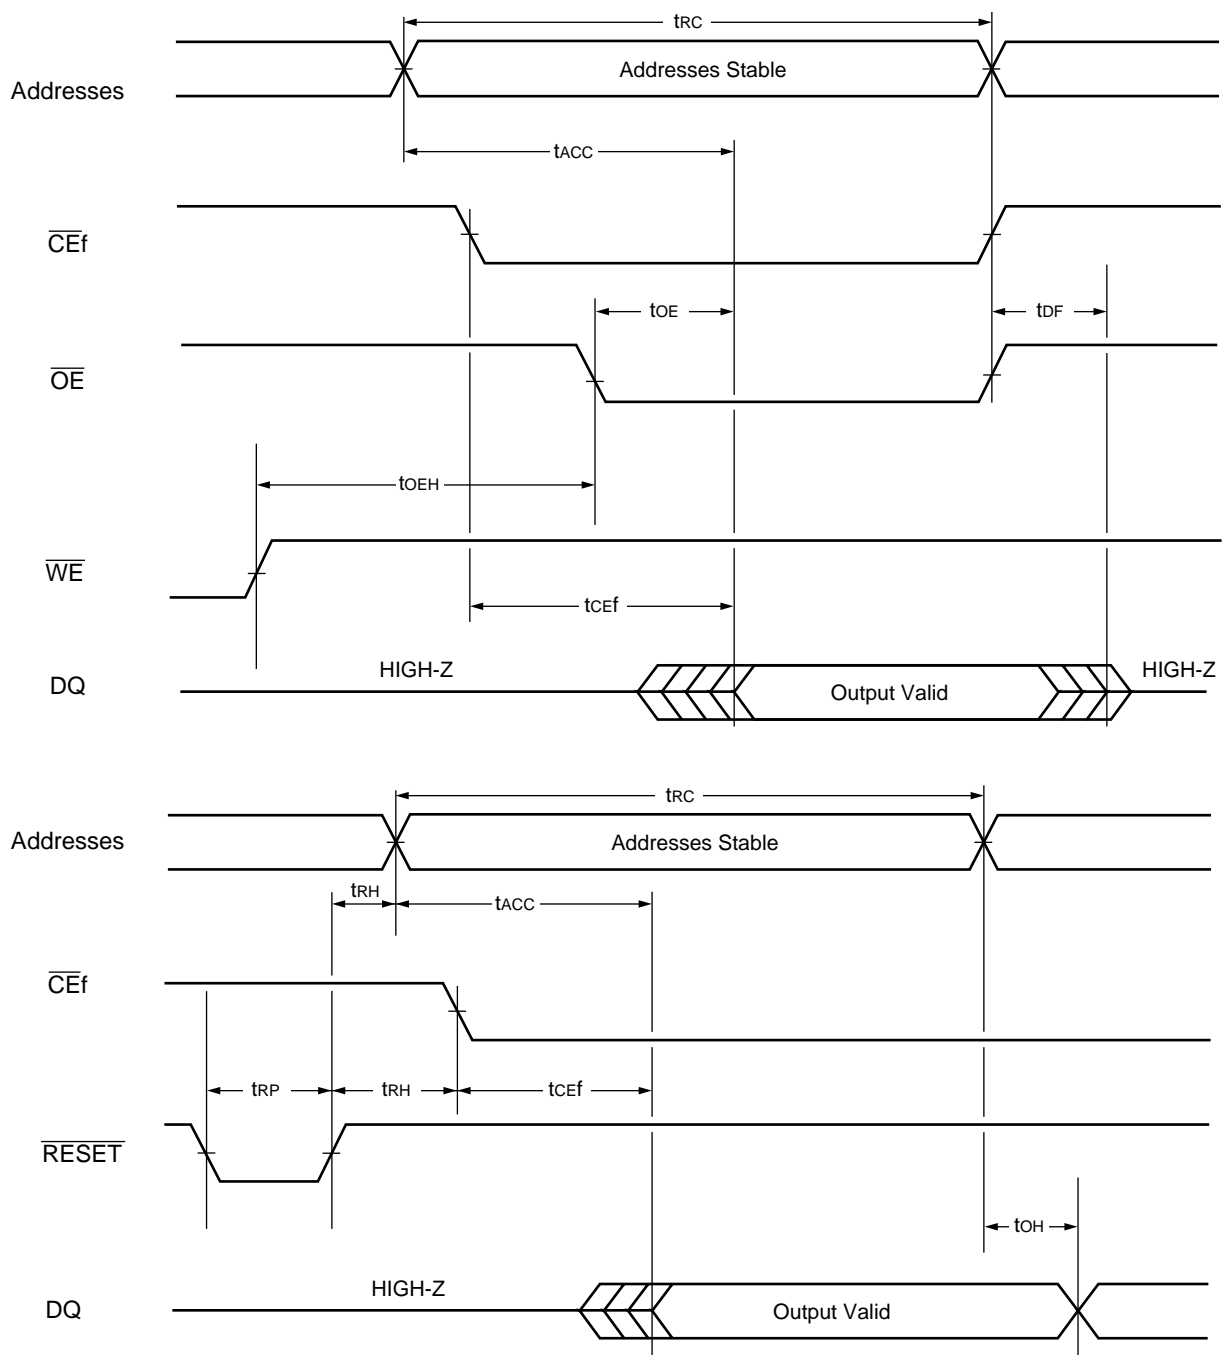 tRC
Addresses
Addresses Stable
tACC
CEf
tOE
tDF
OE
tOEH
WE
tCEf
DQ
HIGH-Z
Output Valid
HIGH-Z
tRC
Addresses
Addresses Stable
tRH
tACC
CEf
tRP
tRH
tCEf
RESET
tOH
DQ
HIGH-Z
Output Valid